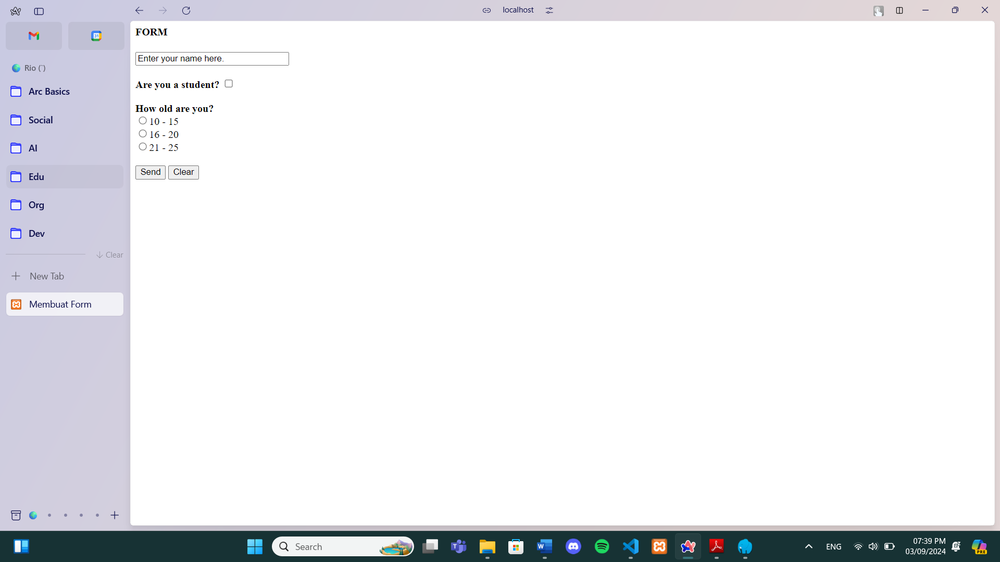 localhost
31
Rio (`)
Arc Basics
Social
AI
Edu
Org
Dev
Clear
New Tab
Membuat Form
FORM
Enter your name here.
Are you a student?
How old are you?
10 - 15
16 - 20
21 - 25
Send Clear
Search
ENG
07:39 PM
03/09/2024
PRE